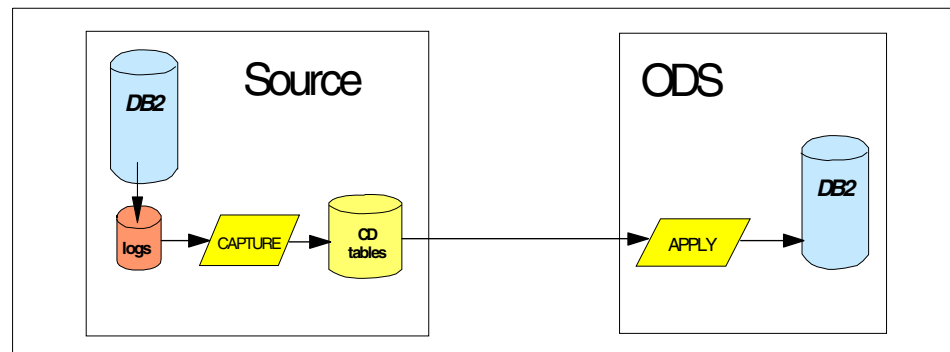 Source
DB2
logs
CAPTURE
CD
tables
ODS
APPLY
DB2